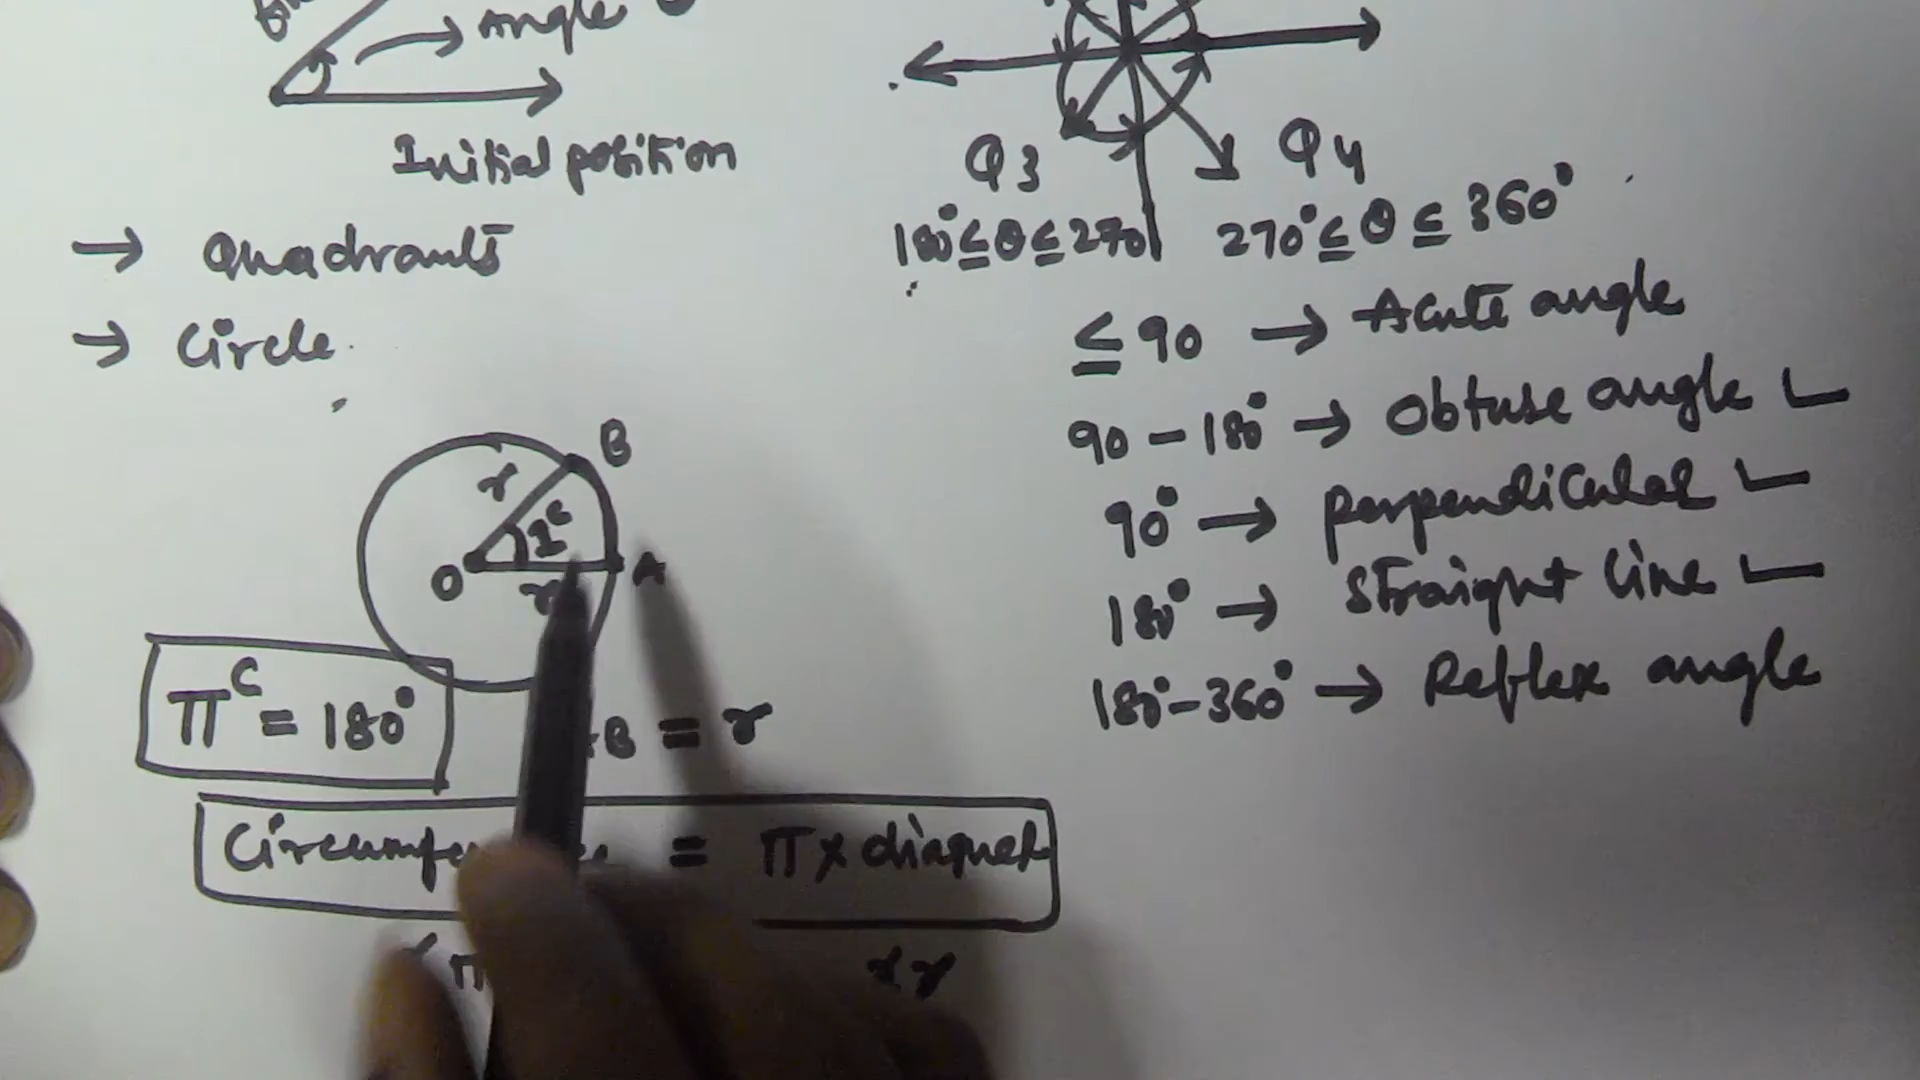 Angle θ
Initial position
Q3
Q4
180° ≤ θ ≤ 270
270° ≤ θ ≤ 360°
→ Quadrants
→ Circle
≤ 90 → Acute angle
90 - 180° → Obtuse angle
90° → perpendicular
180° → Straight line
180° - 360° → Reflex angle
B
r
1ᶜ
O
A
r
πᶜ = 180°
B = r
= π x diameter
π
2r